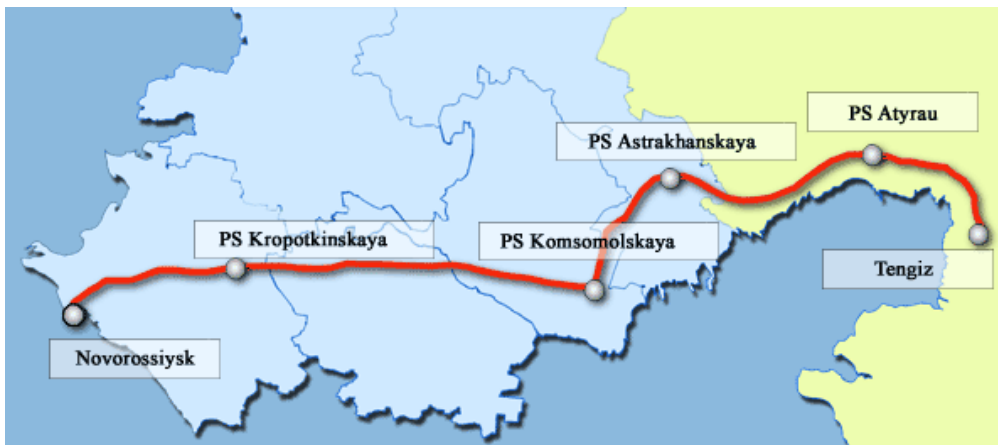 PS Atyrau
PS Astrakhanskaya
PS Kropotkinskaya
PS Komsomolskaya
Tengiz
Novorossiysk